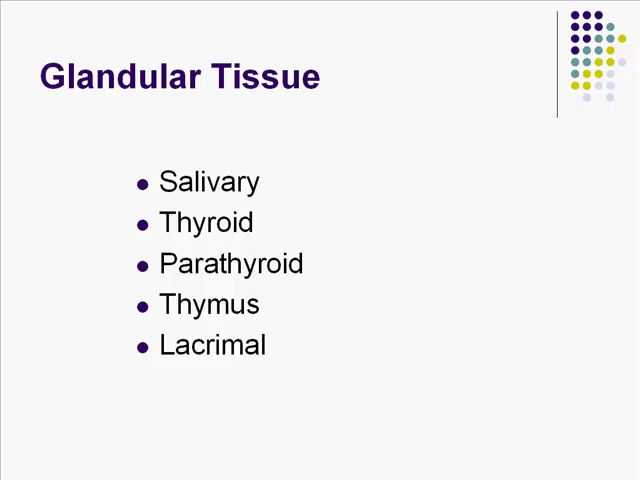 Glandular Tissue
Salivary
Thyroid
Parathyroid
Thymus
Lacrimal